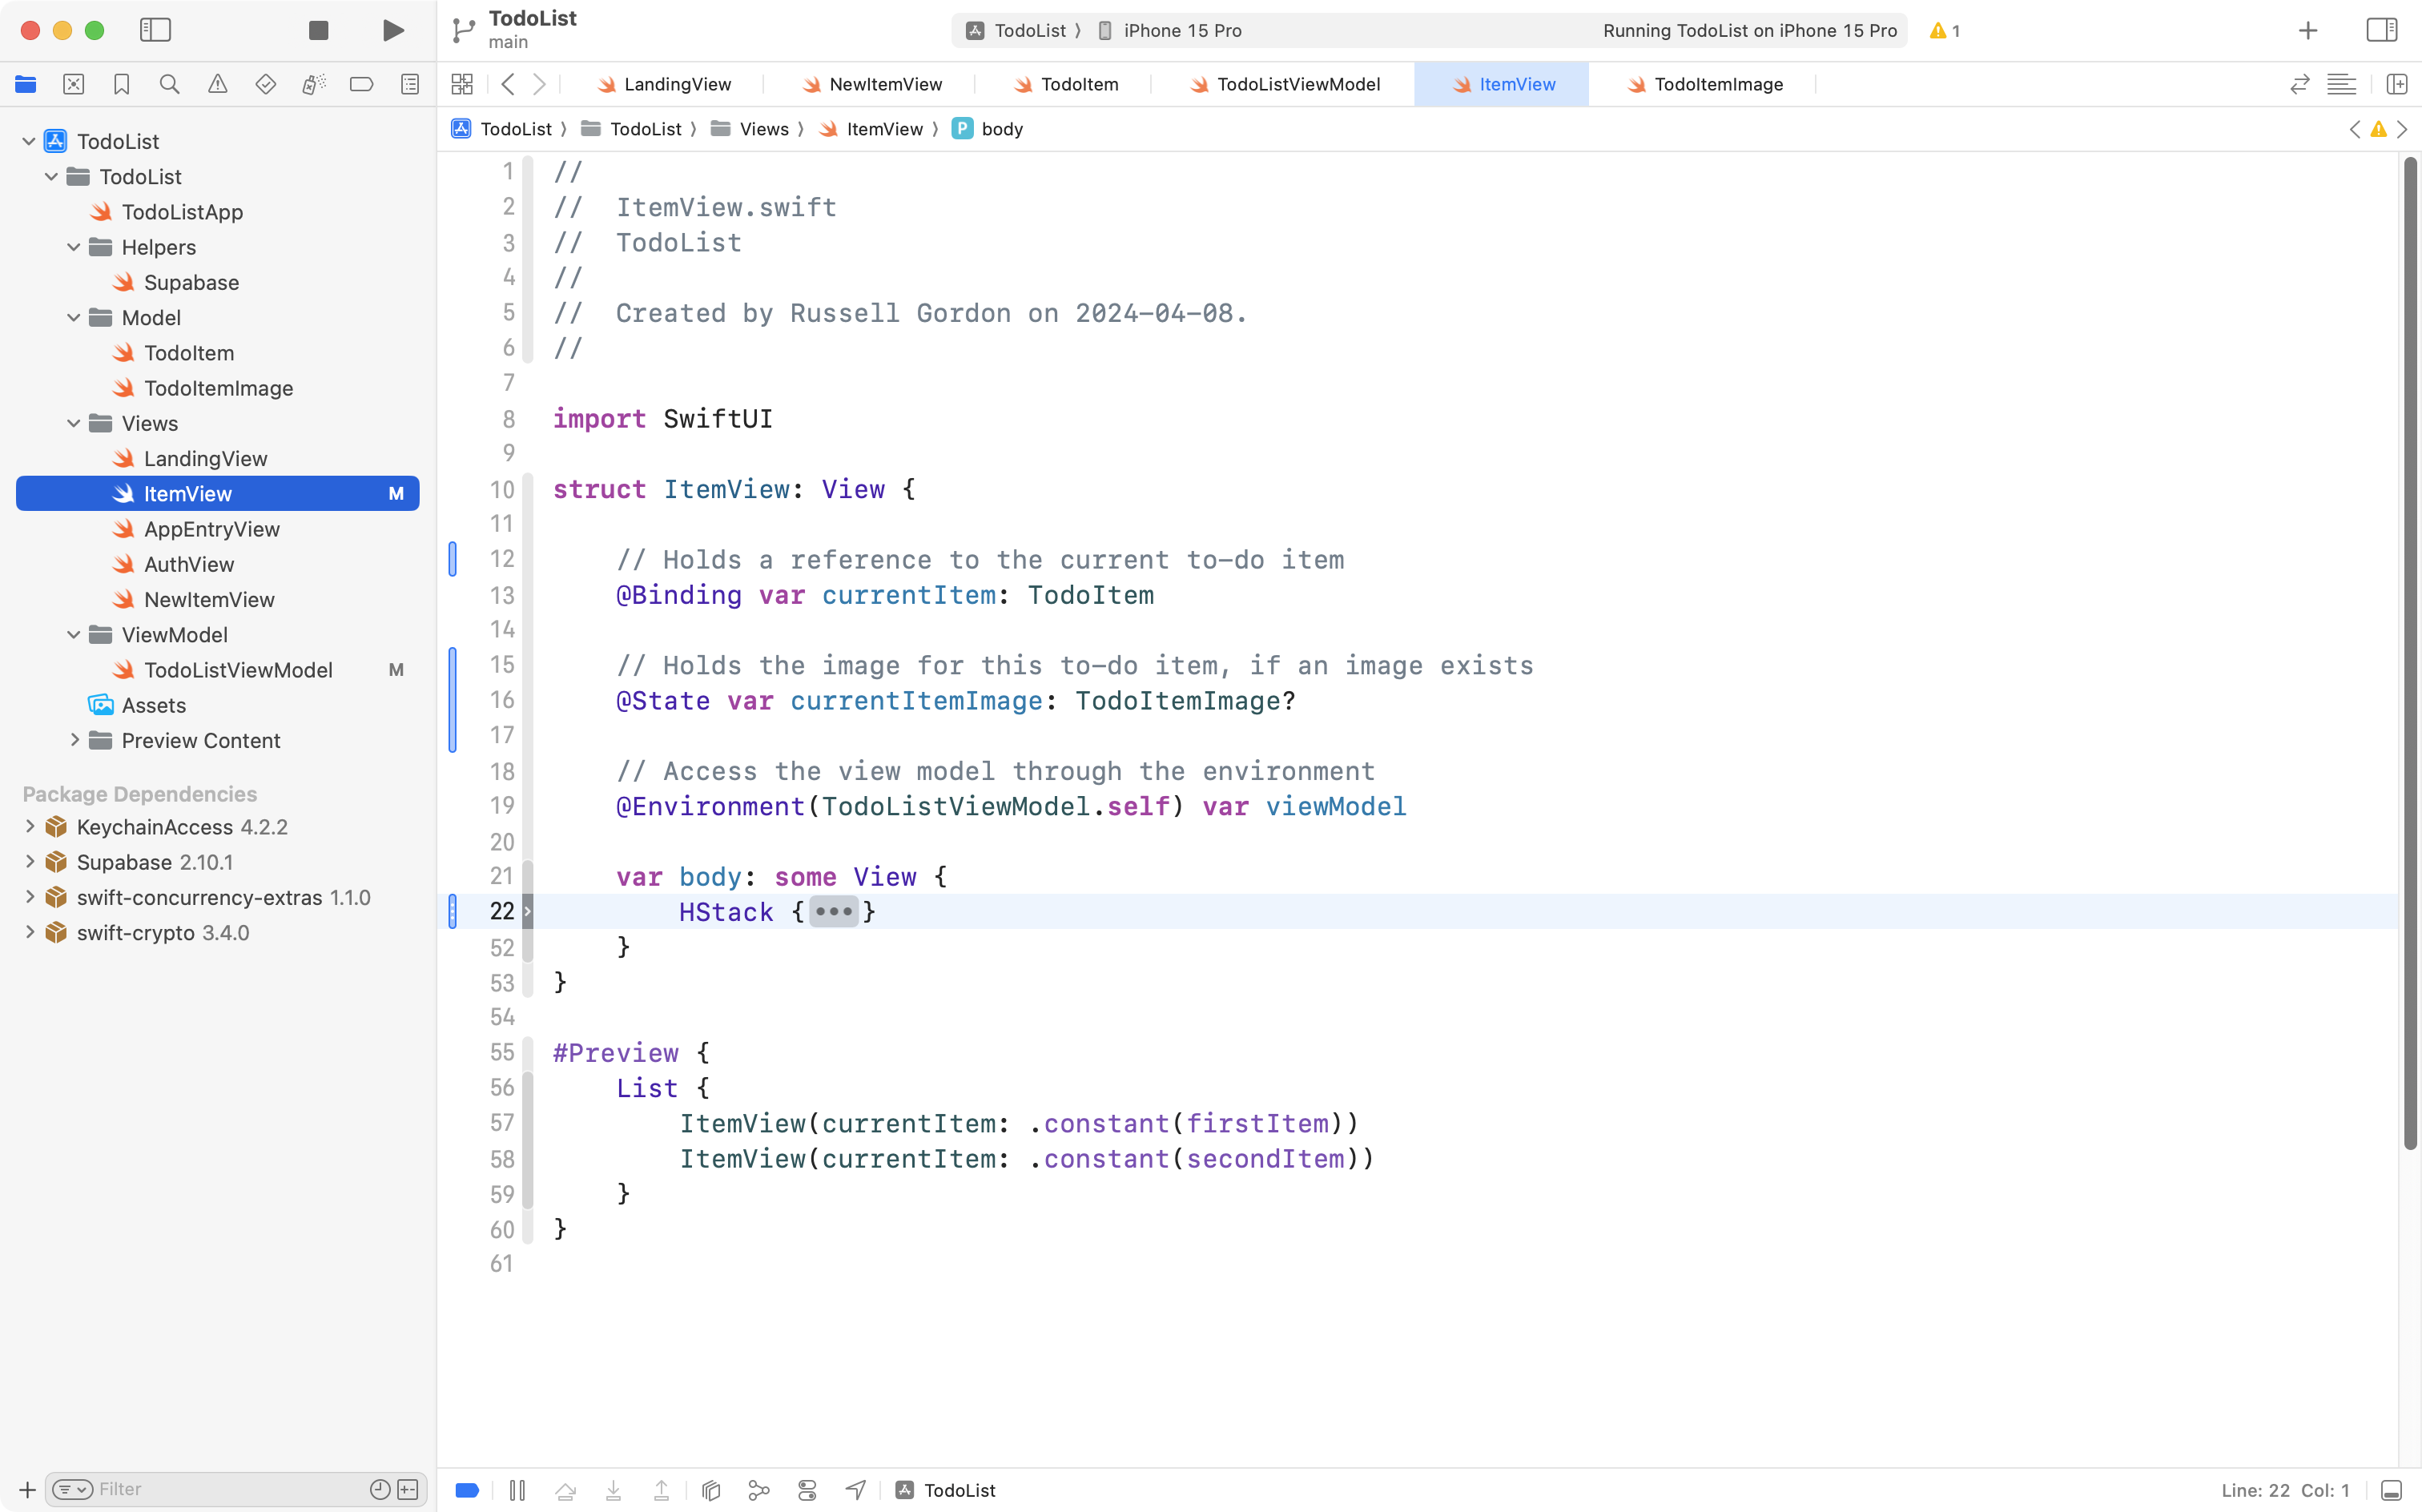 TodoList
main
TodoList 〉 iPhone 15 Pro
Running TodoList on iPhone 15 Pro
1
LandingView
NewItemView
TodoItem
TodoListViewModel
ItemView
TodoItemImage
TodoList 〉 TodoList 〉 Views 〉 ItemView 〉 P body
TodoList
TodoList
TodoListApp
Helpers
Supabase
Model
TodoItem
TodoItemImage
Views
LandingView
ItemView M
AppEntryView
AuthView
NewItemView
ViewModel
TodoListViewModel M
Assets
Preview Content
Package Dependencies
KeychainAccess 4.2.2
Supabase 2.10.1
swift-concurrency-extras 1.1.0
swift-crypto 3.4.0
Filter
1 //
2 //  ItemView.swift
3 //  TodoList
4 //
5 //  Created by Russell Gordon on 2024-04-08.
6 //
7
8 import SwiftUI
9
10 struct ItemView: View {
11
12     // Holds a reference to the current to-do item
13     @Binding var currentItem: TodoItem
14
15     // Holds the image for this to-do item, if an image exists
16     @State var currentItemImage: TodoItemImage?
17
18     // Access the view model through the environment
19     @Environment(TodoListViewModel.self) var viewModel
20
21     var body: some View {
22         HStack {•••}
52     }
53 }
54
55 #Preview {
56     List {
57         ItemView(currentItem: .constant(firstItem))
58         ItemView(currentItem: .constant(secondItem))
59     }
60 }
61
TodoList
Line: 22 Col: 1